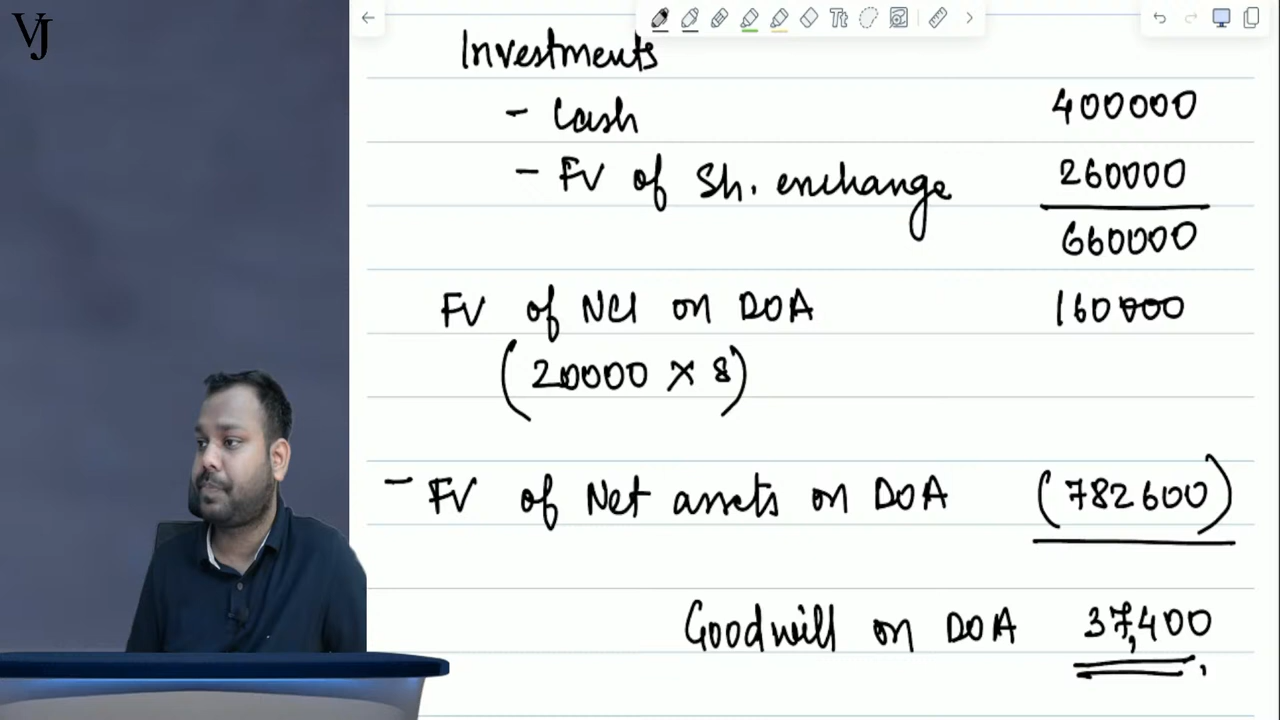 VJ
Investments
- Cash 400000
- FV of Sh. enchange 260000
660000
FV of NCI on DOA 160000
(20000 × 8)
- FV of Net assets on DOA (782600)
Goodwill on DOA 37,400